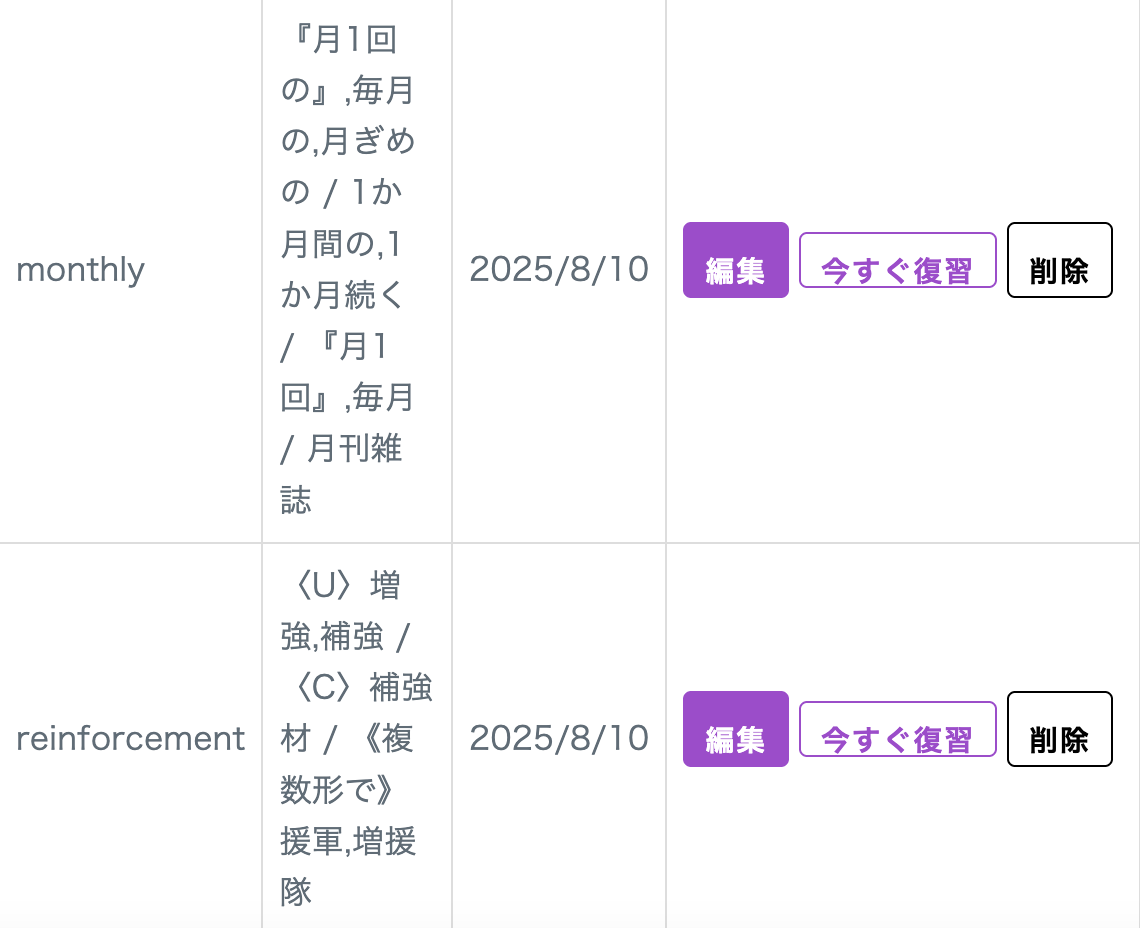 monthly
『月1回
の』,毎月
の,月ぎめ
の / 1か
月間の,1
か月続く
/ 『月1
回』,毎月
/ 月刊雑
誌
2025/8/10
編集
今すぐ復習
削除
reinforcement
〈U〉増
強,補強 /
〈C〉補強
材 / 《複
数形で》
援軍,増援
隊
2025/8/10
編集
今すぐ復習
削除